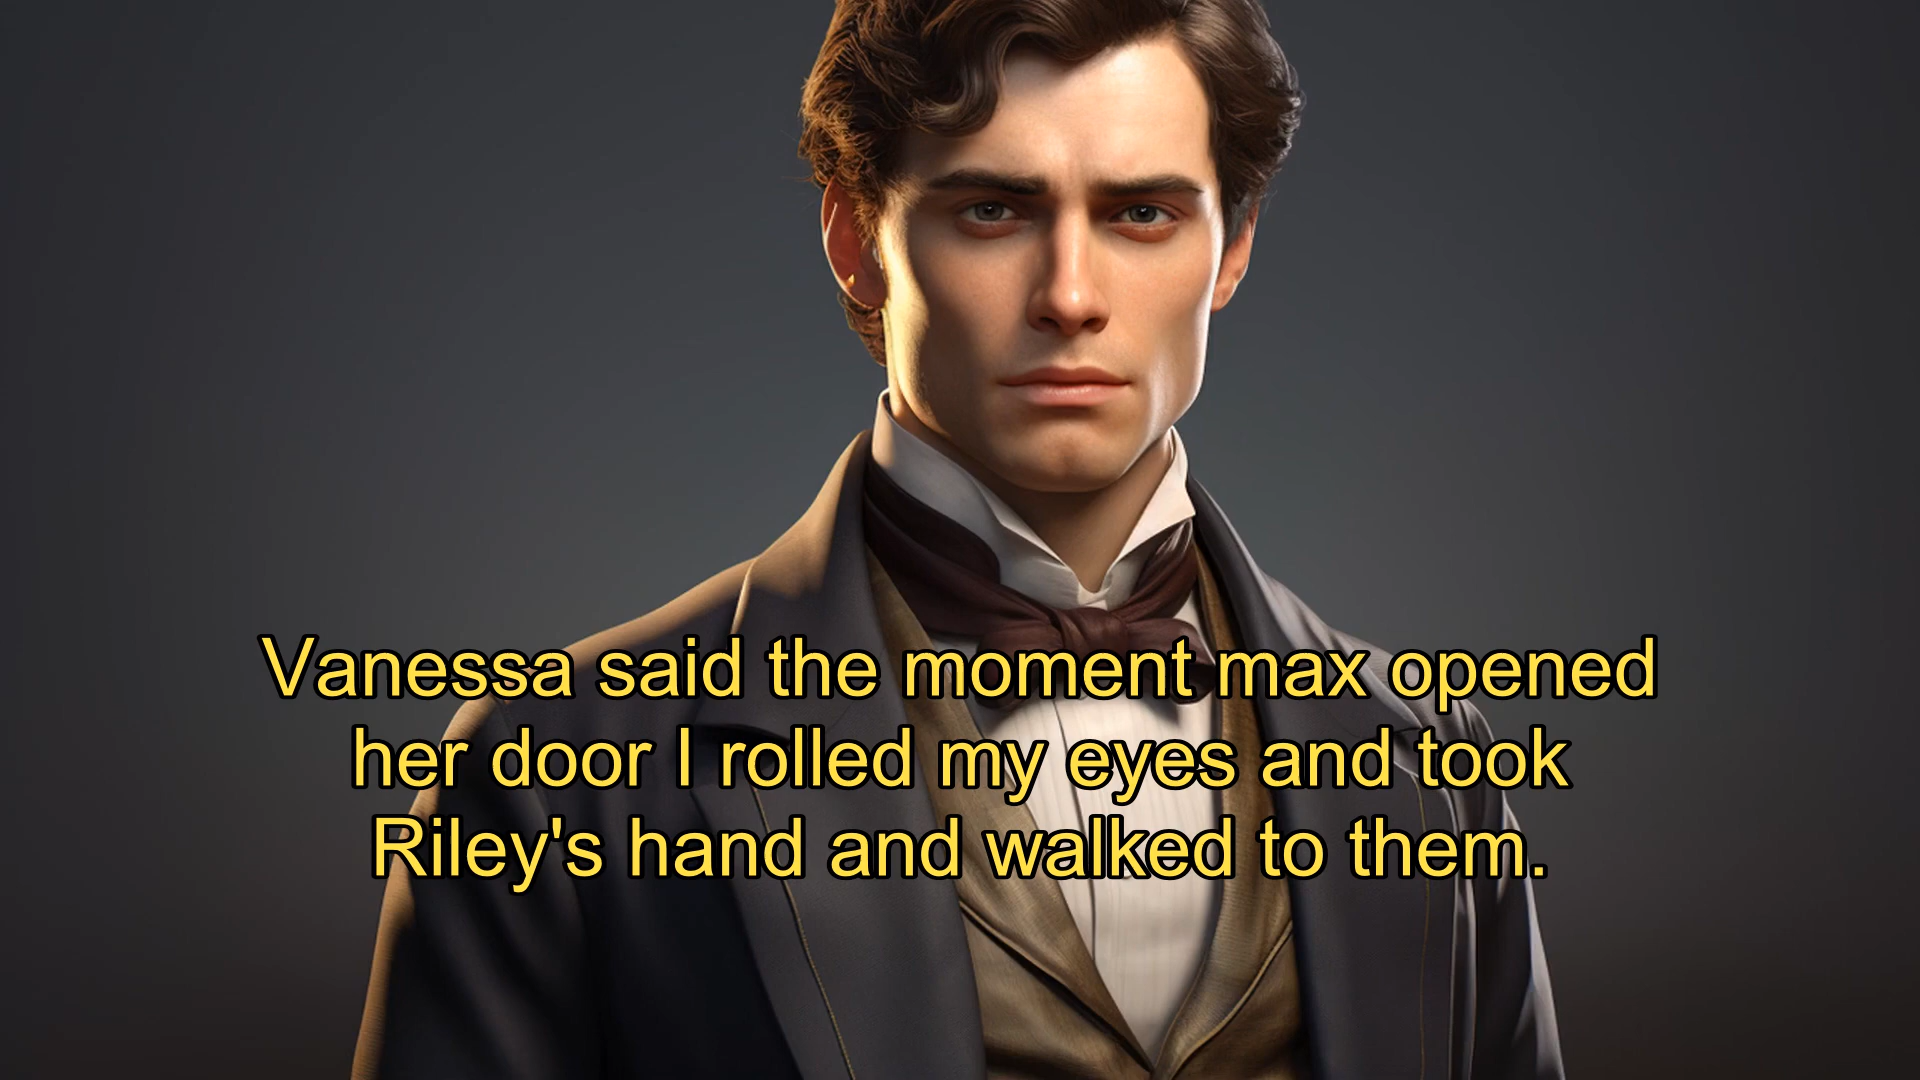 Vanessa said the moment max opened
her door I rolled my eyes and took
Riley's hand and walked to them.